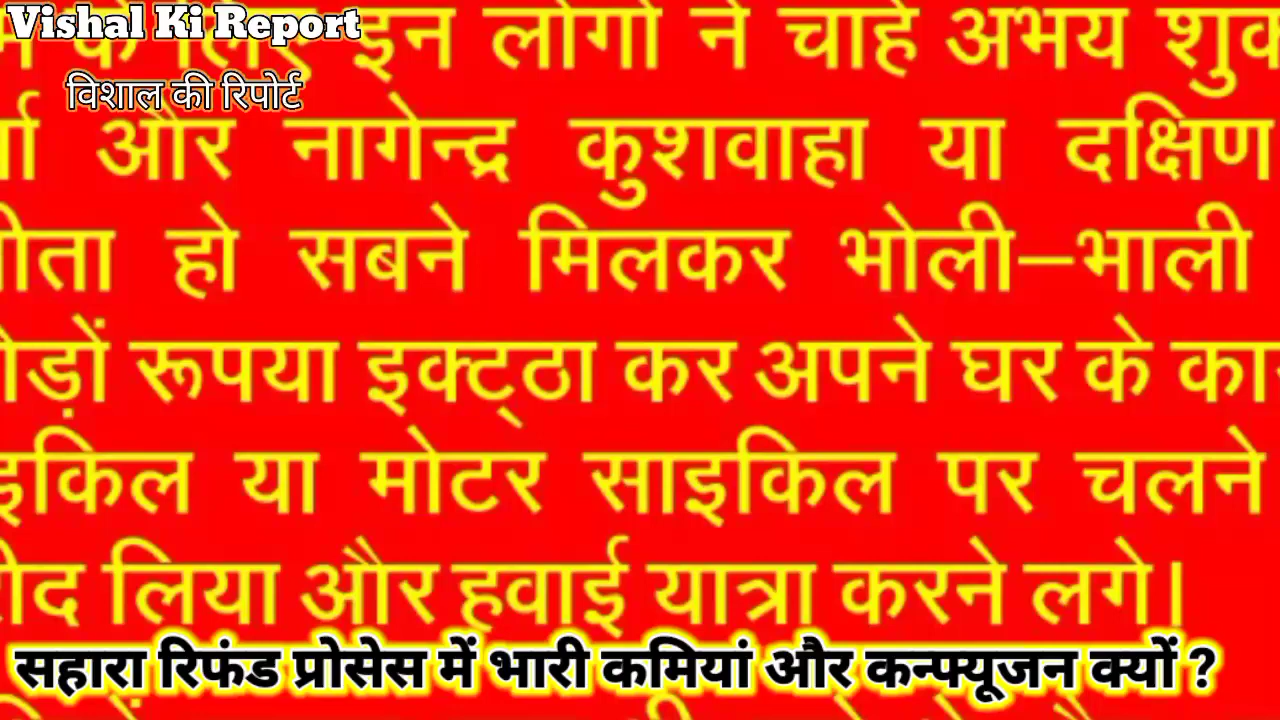 Vishal Ki Report
विशाल की रिपोर्ट
के लिए इन लोगों ने चाहे अभय
और नागेन्द्र कुशवाहा या दक्षिण
हो सबने मिलकर भोली–भाली
रूपया इक्ट्ठा कर अपने घर के
या मोटर साइकिल पर चलने
लिया और हवाई यात्रा करने लगे।
सहारा रिफंड प्रोसेस में भारी कमियां और कन्फ्यूजन क्यों ?